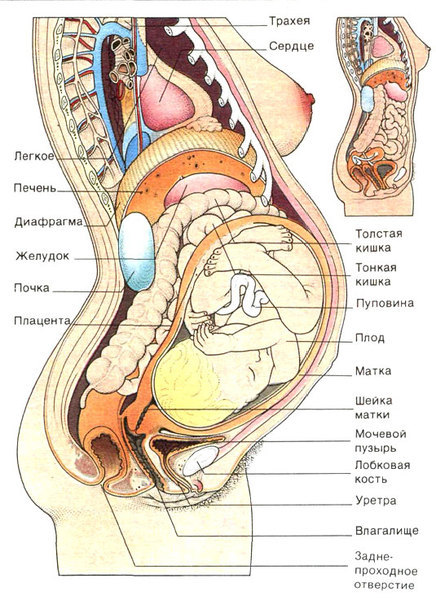 Трахея
Сердце
Легкое
Печень
Диафрагма
Желудок
Почка
Плацента
Толстая
кишка
Тонкая
кишка
Пуповина
Плод
Матка
Шейка
матки
Мочевой
пузырь
Лобковая
кость
Уретра
Влагалище
Задне-
проходное
отверстие